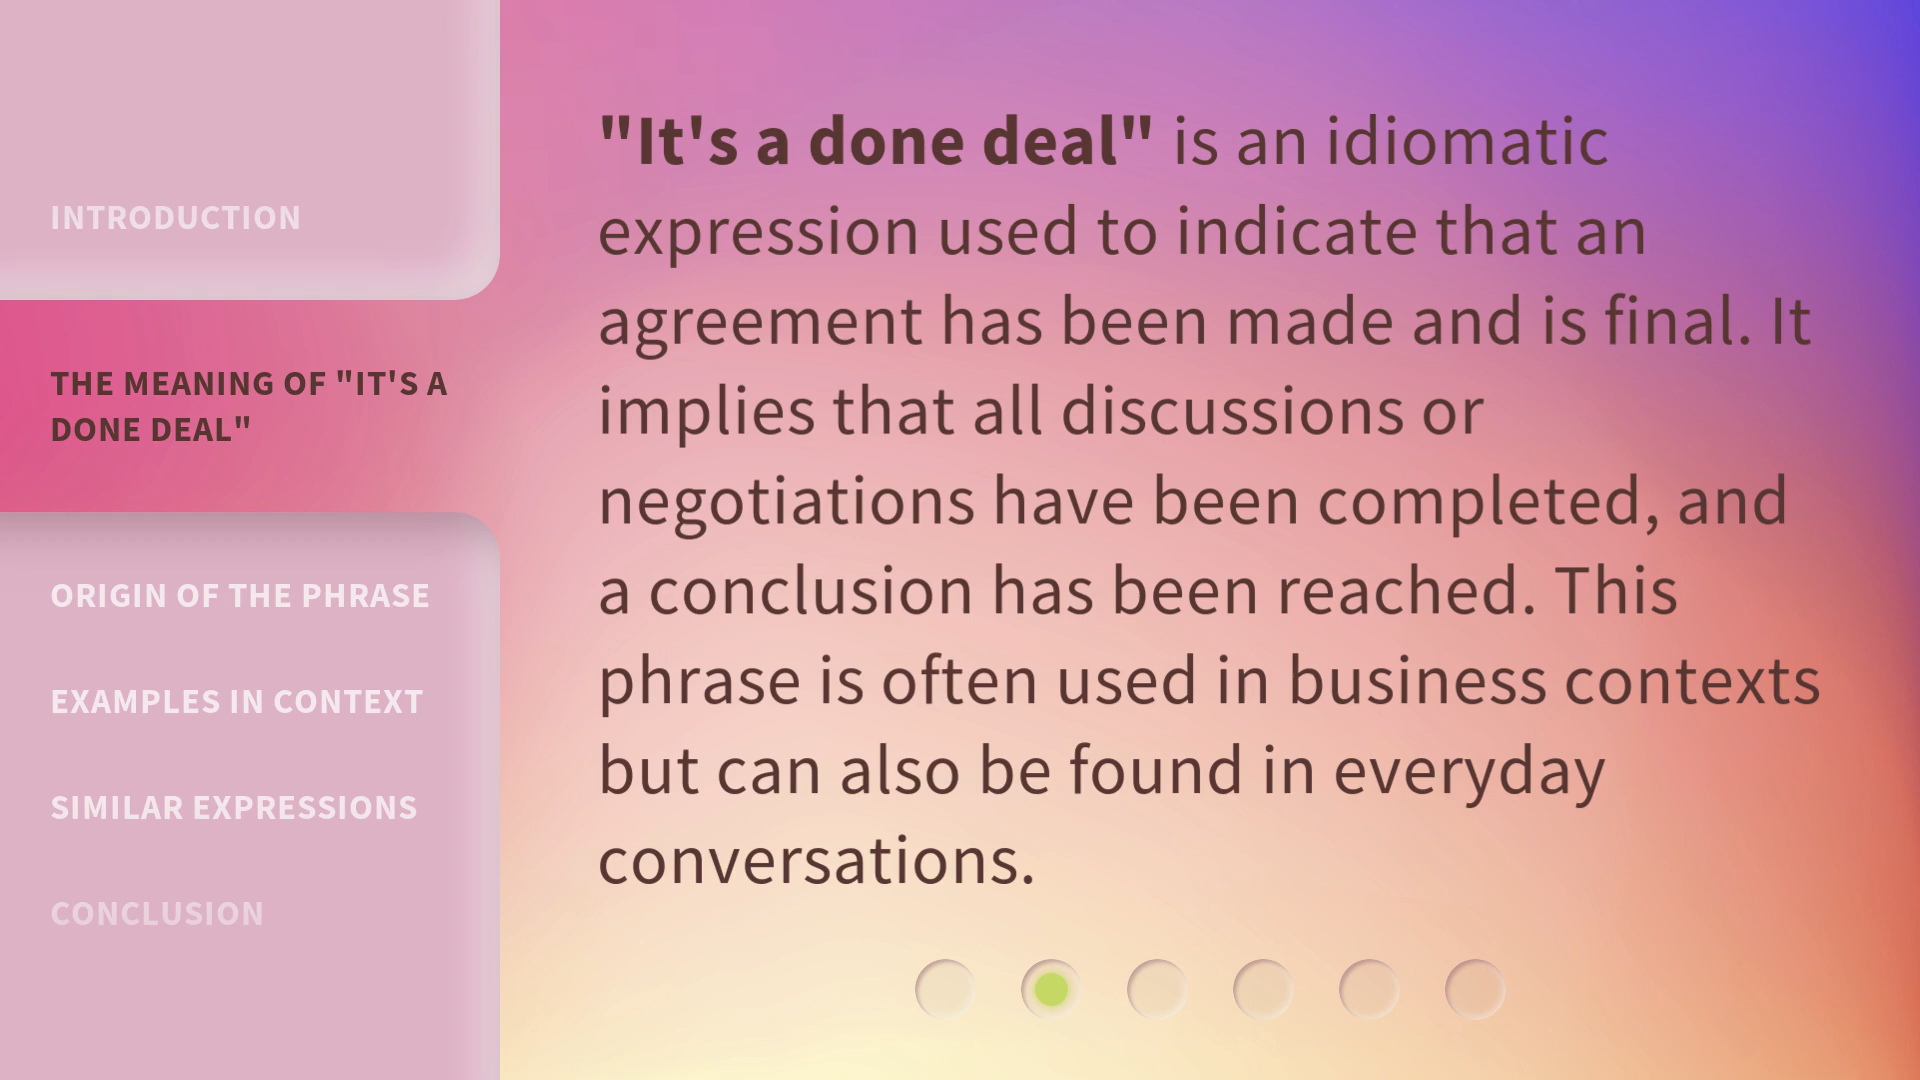 INTRODUCTION
THE MEANING OF "IT'S A
DONE DEAL"
ORIGIN OF THE PHRASE
EXAMPLES IN CONTEXT
SIMILAR EXPRESSIONS
CONCLUSION
"It's a done deal" is an idiomatic
expression used to indicate that an
agreement has been made and is final. It
implies that all discussions or
negotiations have been completed, and
a conclusion has been reached. This
phrase is often used in business contexts
but can also be found in everyday
conversations.